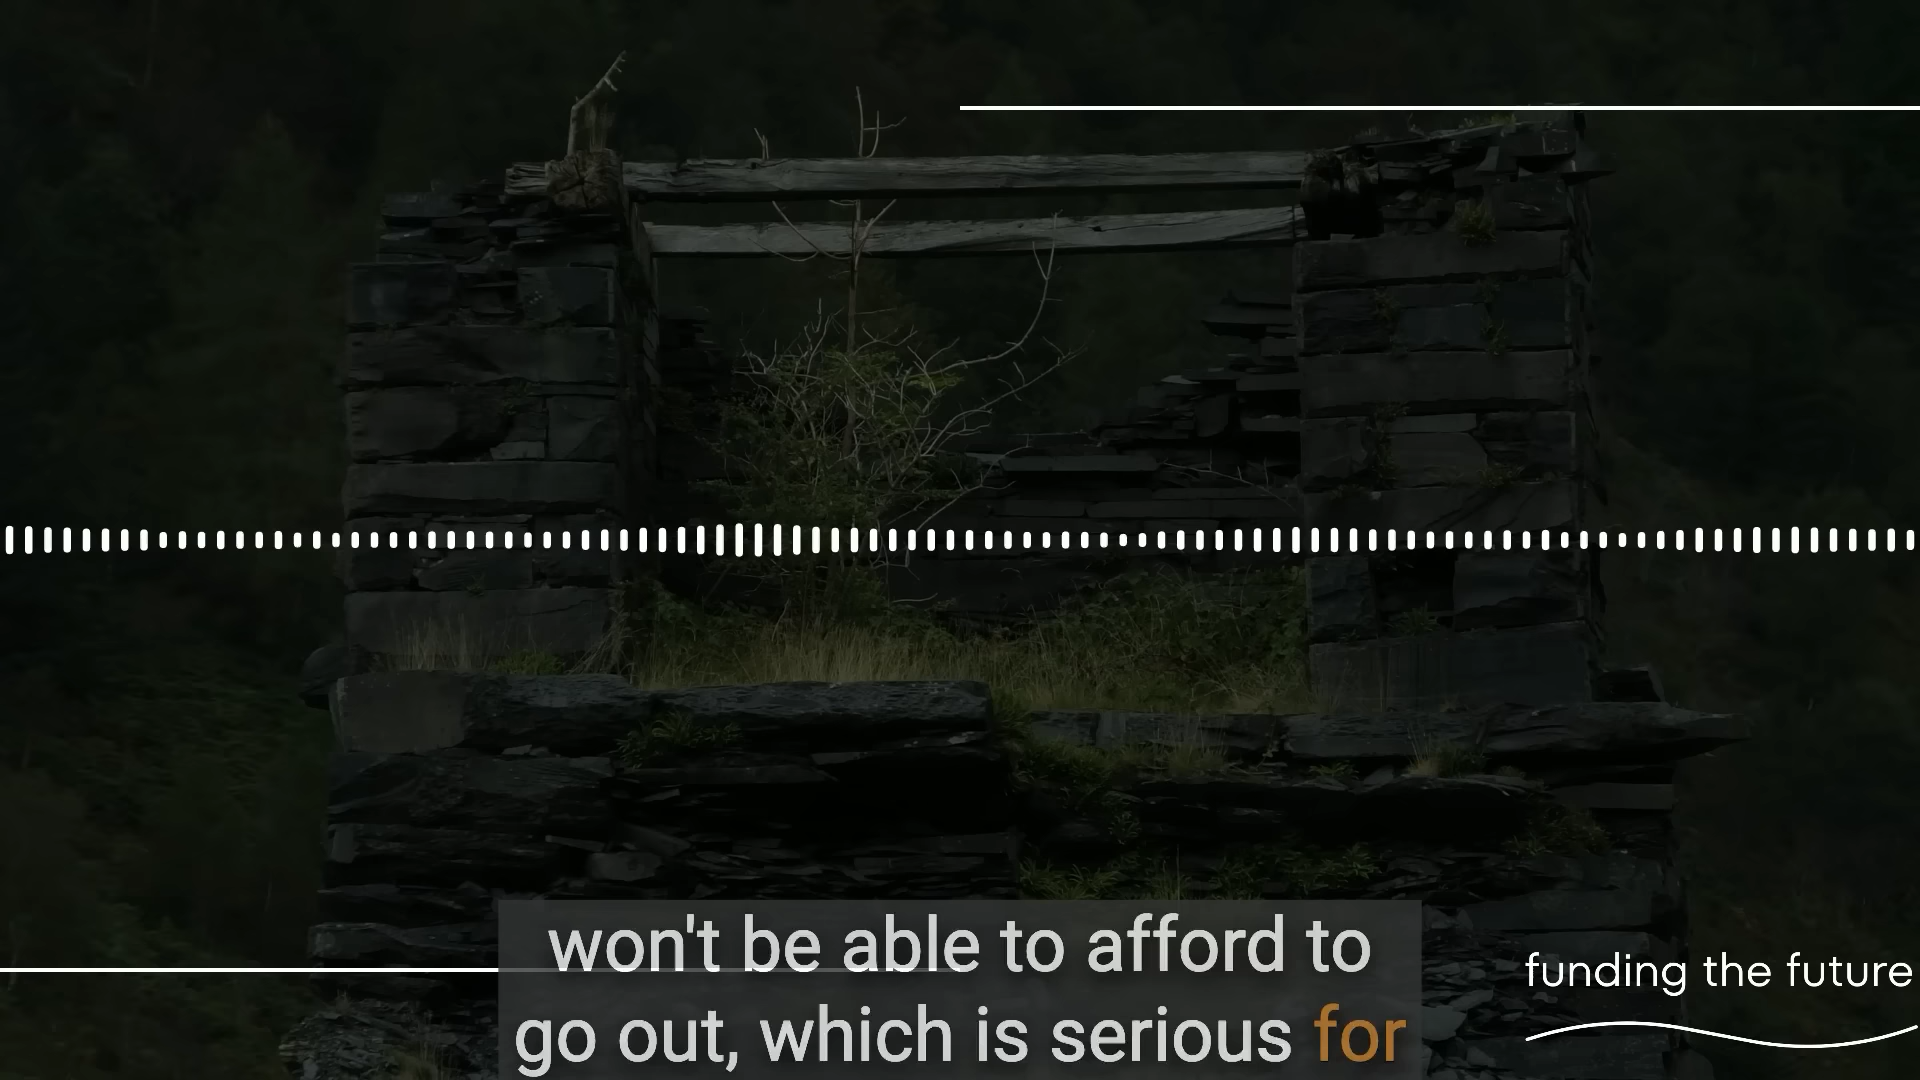 won't be able to afford to
go out, which is serious for
funding the future